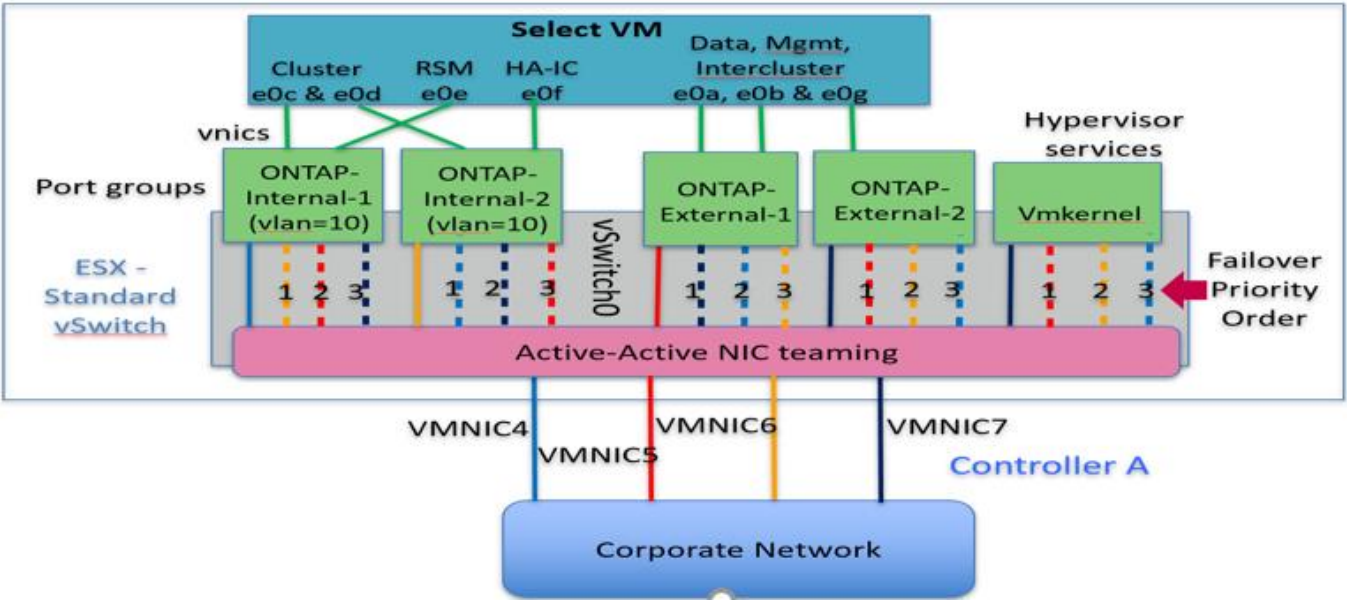 Select VM
Cluster
e0c & e0d
RSM
e0e
HA-IC
e0f
Data, Mgmt,
Intercluster
e0a, e0b & e0g
vnics
Hypervisor
services
Port groups
ONTAP-
Internal-1
(vlan=10)
ONTAP-
Internal-2
(vlan=10)
ONTAP-
External-1
ONTAP-
External-2
Vmkernel
ESX -
Standard
vSwitch
vSwitch0
1 2 3
1 2 3
1 2 3
1 2 3
1 2 3
Failover
Priority
Order
Active-Active NIC teaming
VMNIC4
VMNIC5
VMNIC6
VMNIC7
Controller A
Corporate Network